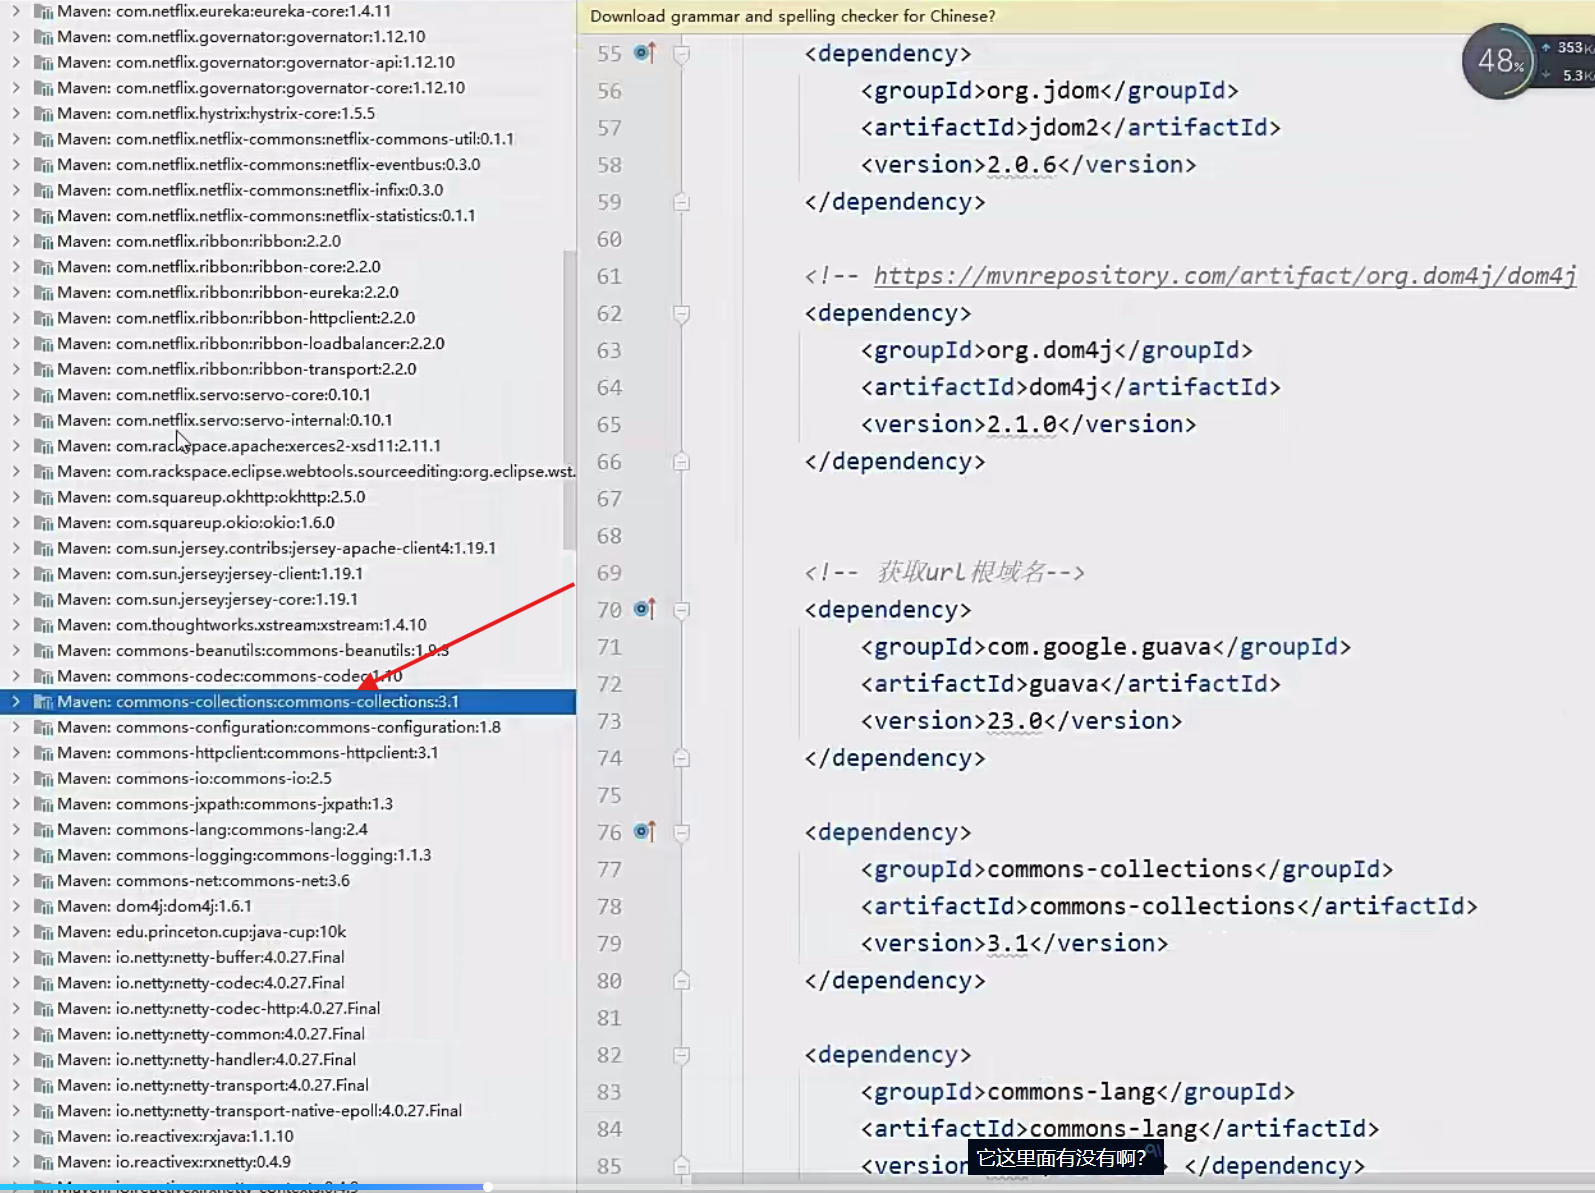 Maven: com.netflix.eureka:eureka-core:1.4.11
Maven: com.netflix.governator:governator:1.12.10
Maven: com.netflix.governator:governator-api:1.12.10
Maven: com.netflix.governator:governator-core:1.12.10
Maven: com.netflix.hystrix:hystrix-core:1.5.5
Maven: com.netflix.netflix-commons:netflix-commons-util:0.1.1
Maven: com.netflix.netflix-commons:netflix-eventbus:0.3.0
Maven: com.netflix.netflix-commons:netflix-infix:0.3.0
Maven: com.netflix.netflix-commons:netflix-statistics:0.1.1
Maven: com.netflix.ribbon:ribbon:2.2.0
Maven: com.netflix.ribbon:ribbon-core:2.2.0
Maven: com.netflix.ribbon:ribbon-eureka:2.2.0
Maven: com.netflix.ribbon:ribbon-httpclient:2.2.0
Maven: com.netflix.ribbon:ribbon-loadbalancer:2.2.0
Maven: com.netflix.ribbon:ribbon-transport:2.2.0
Maven: com.netflix.servo:servo-core:0.10.1
Maven: com.netflix.servo:servo-internal:0.10.1
Maven: com.rackspace.apache:xerces2-xsd11:2.11.1
Maven: com.rackspace.eclipse.webtools.sourceediting:org.eclipse.wst.
Maven: com.squareup.okhttp:okhttp:2.5.0
Maven: com.squareup.okio:okio:1.6.0
Maven: com.sun.jersey.contribs:jersey-apache-client4:1.19.1
Maven: com.sun.jersey:jersey-client:1.19.1
Maven: com.sun.jersey:jersey-core:1.19.1
Maven: com.thoughtworks.xstream:xstream:1.4.10
Maven: commons-beanutils:commons-beanutils:1.9.3
Maven: commons-codec:commons-codec:1.10
Maven: commons-collections:commons-collections:3.1
Maven: commons-configuration:commons-configuration:1.8
Maven: commons-httpclient:commons-httpclient:3.1
Maven: commons-io:commons-io:2.5
Maven: commons-jxpath:commons-jxpath:1.3
Maven: commons-lang:commons-lang:2.4
Maven: commons-logging:commons-logging:1.1.3
Maven: commons-net:commons-net:3.6
Maven: dom4j:dom4j:1.6.1
Maven: edu.princeton.cup:java-cup:10k
Maven: io.netty:netty-buffer:4.0.27.Final
Maven: io.netty:netty-codec:4.0.27.Final
Maven: io.netty:netty-codec-http:4.0.27.Final
Maven: io.netty:netty-common:4.0.27.Final
Maven: io.netty:netty-handler:4.0.27.Final
Maven: io.netty:netty-transport:4.0.27.Final
Maven: io.netty:netty-transport-native-epoll:4.0.27.Final
Maven: io.reactivex:rxjava:1.1.10
Maven: io.reactivex:rxnetty:0.4.9
Download grammar and spelling checker for Chinese?
48%
353K
5.3K
55 <dependency>
56 <groupId>org.jdom</groupId>
57 <artifactId>jdom2</artifactId>
58 <version>2.0.6</version>
59 </dependency>
60
61 <!-- https://mvnrepository.com/artifact/org.dom4j/dom4j
62 <dependency>
63 <groupId>org.dom4j</groupId>
64 <artifactId>dom4j</artifactId>
65 <version>2.1.0</version>
66 </dependency>
67
68
69 <!-- 获取url根域名-->
70 <dependency>
71 <groupId>com.google.guava</groupId>
72 <artifactId>guava</artifactId>
73 <version>23.0</version>
74 </dependency>
75
76 <dependency>
77 <groupId>commons-collections</groupId>
78 <artifactId>commons-collections</artifactId>
79 <version>3.1</version>
80 </dependency>
81
82 <dependency>
83 <groupId>commons-lang</groupId>
84 <artifactId>commons-lang</artifactId>
85 <version </dependency>
它这里面有没有啊?